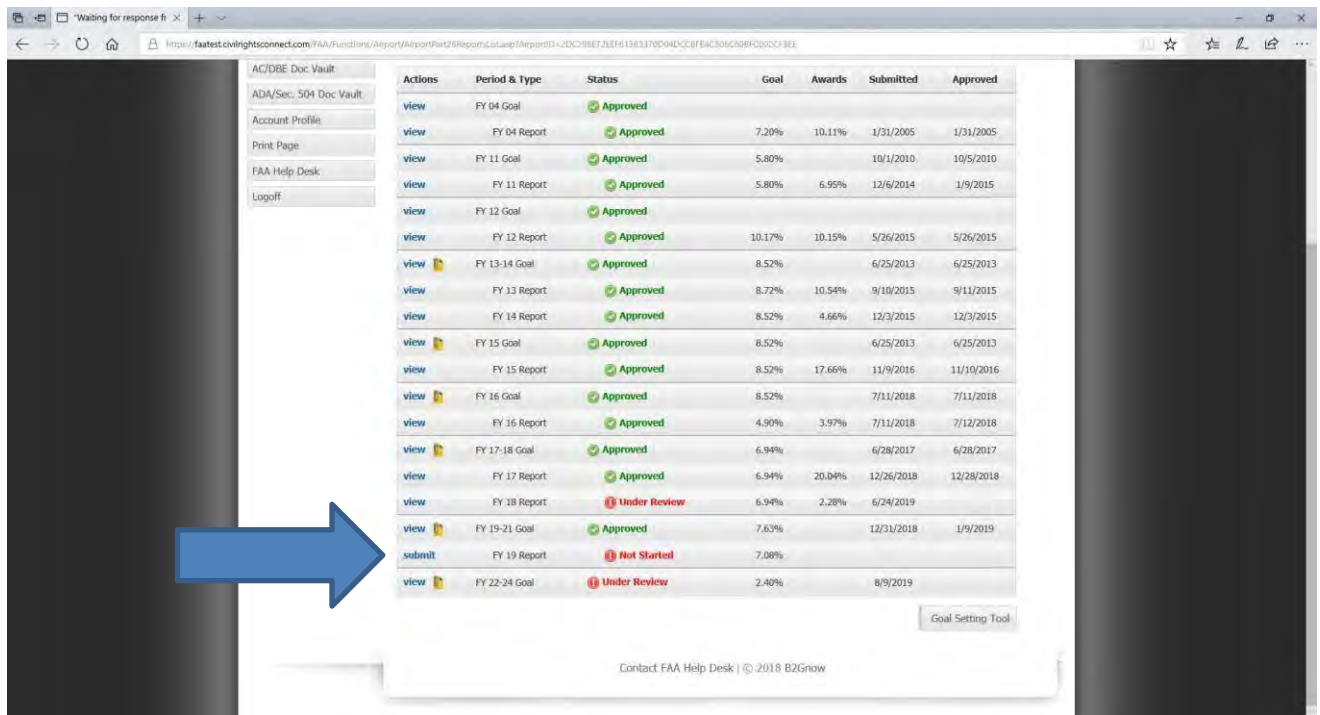 "Waiting for response fr
https://faatest.civilrightsconnect.com/FAA/Functions/Airport/AirportPart26ReportsList.asp?AirportID=
AC/DBE Doc Vault
ADA/Sec. 504 Doc Vault
Account Profile
Print Page
FAA Help Desk
Logoff
Actions Period & Type Status Goal Awards Submitted Approved
view FY 04 Goal Approved
view FY 04 Report Approved 7.20% 10.11% 1/31/2005 1/31/2005
view FY 11 Goal Approved 5.80% 10/1/2010 10/5/2010
view FY 11 Report Approved 5.80% 6.95% 12/6/2014 1/9/2015
view FY 12 Goal Approved
view FY 12 Report Approved 10.17% 10.15% 5/26/2015 5/26/2015
view FY 13-14 Goal Approved 8.52% 6/25/2013 6/25/2013
view FY 13 Report Approved 8.72% 10.54% 9/10/2015 9/11/2015
view FY 14 Report Approved 8.52% 4.66% 12/3/2015 12/3/2015
view FY 15 Goal Approved 8.52% 6/25/2013 6/25/2013
view FY 15 Report Approved 8.52% 17.66% 11/9/2016 11/10/2016
view FY 16 Goal Approved 8.52% 7/11/2018 7/11/2018
view FY 16 Report Approved 4.90% 3.97% 7/11/2018 7/12/2018
view FY 17-18 Goal Approved 6.94% 6/28/2017 6/28/2017
view FY 17 Report Approved 6.94% 20.04% 12/26/2018 12/28/2018
view FY 18 Report Under Review 6.94% 2.28% 6/24/2019
view FY 19-21 Goal Approved 7.63% 12/31/2018 1/9/2019
submit FY 19 Report Not Started 7.08%
view FY 22-24 Goal Under Review 2.40% 8/9/2019
Goal Setting Tool
Contact FAA Help Desk | © 2018 B2Gnow